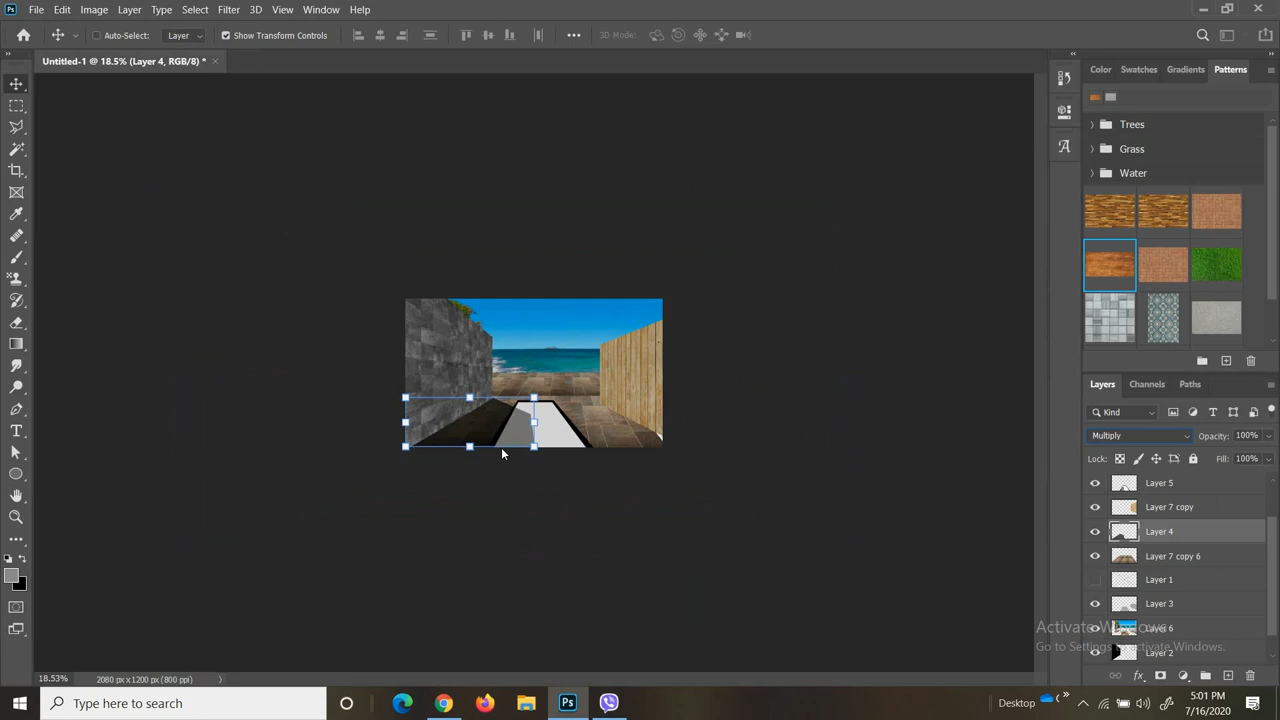 Ps File Edit Image Layer Type Select Filter 3D View Window Help
Auto-Select: Layer Show Transform Controls 3D Mode:
Untitled-1 @ 18.5% (Layer 4, RGB/8) *
Color Swatches Gradients Patterns
Trees
Grass
Water
Layers Channels Paths
Kind
Multiply Opacity: 100%
Lock: Fill: 100%
Layer 5
Layer 7 copy
Layer 4
Layer 7 copy 6
Layer 1
Layer 3
Layer 6
Layer 2
Activate Windows
Go to Settings to activate Windows.
18.53% 2080 px x 1200 px (800 ppi)
Type here to search
Ps
Desktop
5:01 PM
7/16/2020